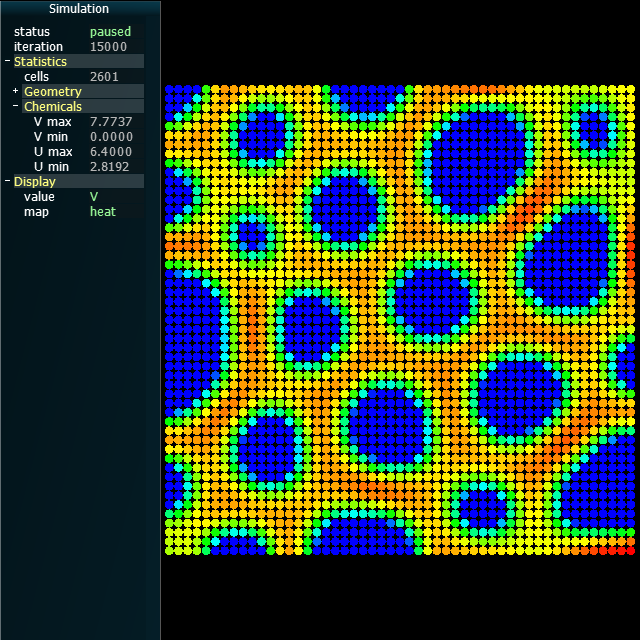 Simulation
status paused
iteration 15000
- Statistics
cells 2601
+ Geometry
- Chemicals
V max 7.7737
V min 0.0000
U max 6.4000
U min 2.8192
- Display
value V
map heat